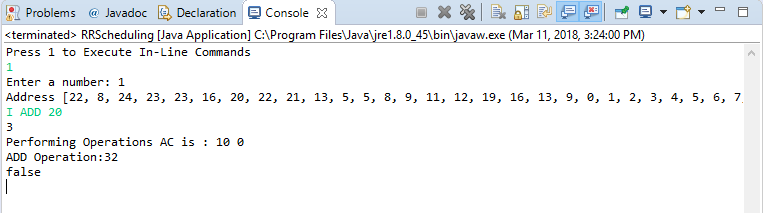 Problems @ Javadoc Declaration Console
<terminated> RRScheduling [Java Application] C:\Program Files\Java\jre1.8.0_45\bin\javaw.exe (Mar 11, 2018, 3:24:00 PM)
Press 1 to Execute In-Line Commands
1
Enter a number: 1
Address [22, 8, 24, 23, 23, 16, 20, 22, 21, 13, 5, 5, 8, 9, 11, 12, 19, 16, 13, 9, 0, 1, 2, 3, 4, 5, 6, 7,
I ADD 20
3
Performing Operations AC is : 10 0
ADD Operation:32
false